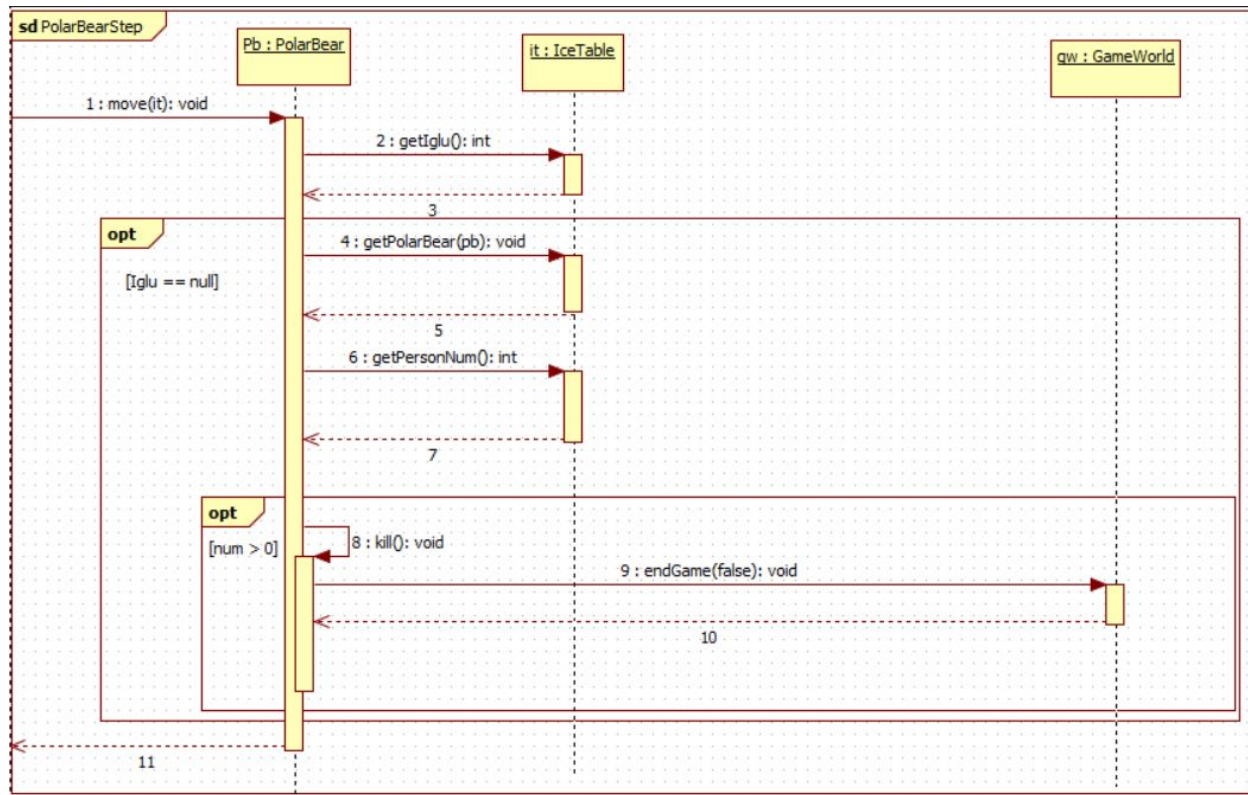 sd PolarBearStep
Pb : PolarBear
it : IceTable
gw : GameWorld
1 : move(it): void
2 : getIglu(): int
3
opt
4 : getPolarBear(pb): void
[Iglu == null]
5
6 : getPersonNum(): int
7
opt
8 : kill(): void
[num > 0]
9 : endGame(false): void
10
11